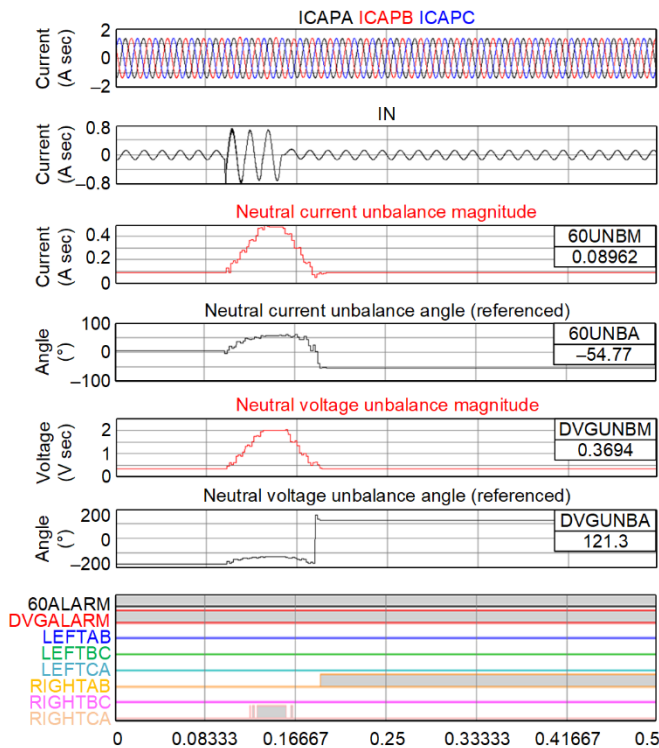 ICAPA ICAPB ICAPC
Current
(A sec)
2
0
−2
IN
Current
(A sec)
0.8
0
−0.8
Neutral current unbalance magnitude
Current
(A sec)
0.4
0.2
0
60UNBM
0.08962
Neutral current unbalance angle (referenced)
Angle
(°)
100
0
−100
60UNBA
−54.77
Neutral voltage unbalance magnitude
Voltage
(V sec)
2
1
0
DVGUNBM
0.3694
Neutral voltage unbalance angle (referenced)
Angle
(°)
200
0
−200
DVGUNBA
121.3
60ALARM
DVGALARM
LEFTAB
LEFTBC
LEFTCA
RIGHTAB
RIGHTBC
RIGHTCA
0 0.08333 0.16667 0.25 0.33333 0.41667 0.5